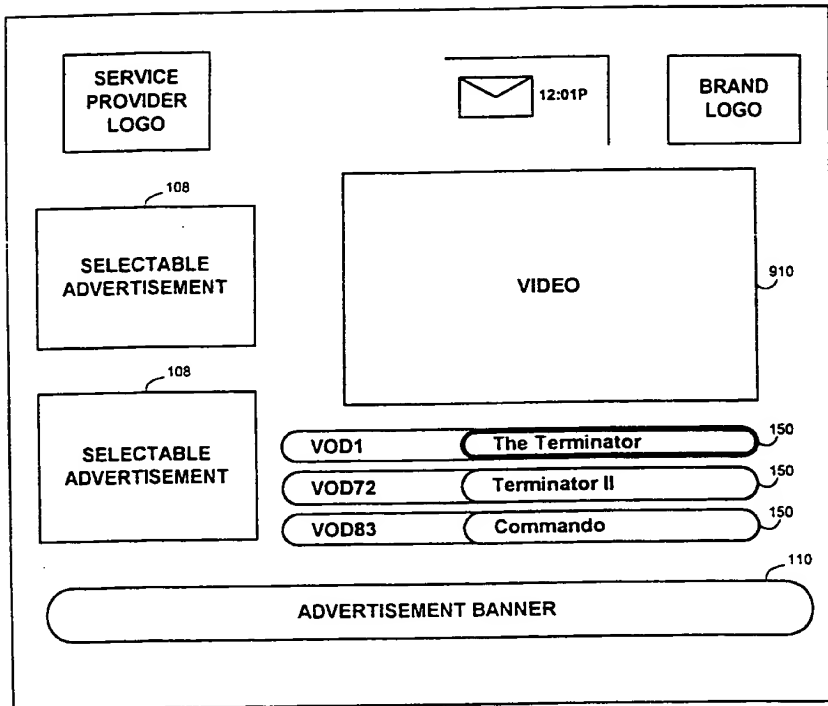 SERVICE
PROVIDER
LOGO
12:01P
BRAND
LOGO
108
SELECTABLE
ADVERTISEMENT
VIDEO
910
108
SELECTABLE
ADVERTISEMENT
VOD1 The Terminator 150
VOD72 Terminator II 150
VOD83 Commando 150
110
ADVERTISEMENT BANNER